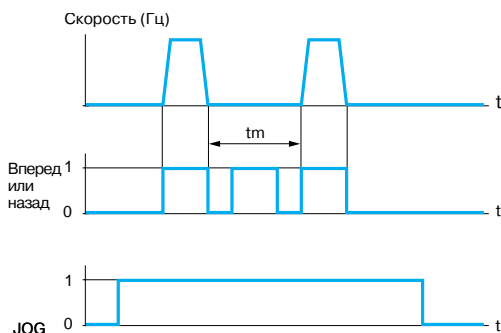 Скорость (Гц)
t
tm
Вперед 1
или
назад
0
t
1
JOG 0
t